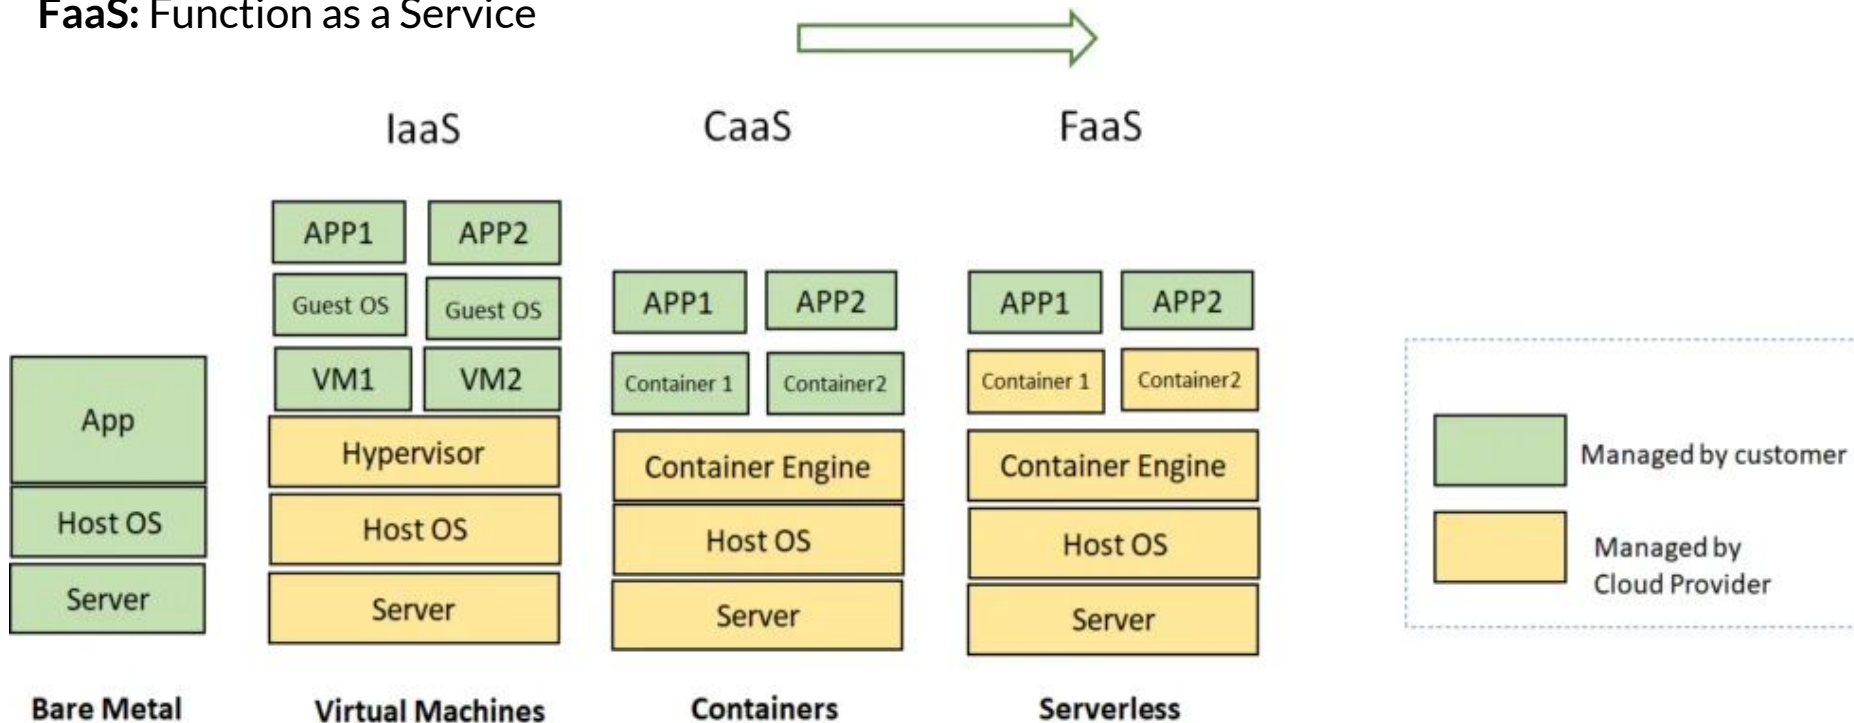 FaaS: Function as a Service
IaaS
CaaS
FaaS
App
Host OS
Server
Bare Metal
APP1
APP2
Guest OS
Guest OS
VM1
VM2
Hypervisor
Host OS
Server
Virtual Machines
APP1
APP2
Container 1
Container2
Container Engine
Host OS
Server
Containers
APP1
APP2
Container 1
Container2
Container Engine
Host OS
Server
Serverless
Managed by customer
Managed by
Cloud Provider